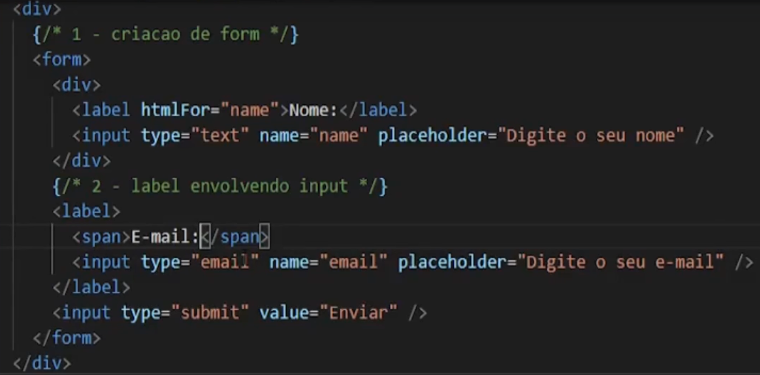 <div>
{/* 1 - criacao de form */}
<form>
<div>
<label htmlFor="name">Nome:</label>
<input type="text" name="name" placeholder="Digite o seu nome" />
</div>
{/* 2 - label envolvendo input */}
<label>
<span>E-mail:</span>
<input type="email" name="email" placeholder="Digite o seu e-mail" />
</label>
<input type="submit" value="Enviar" />
</form>
</div>